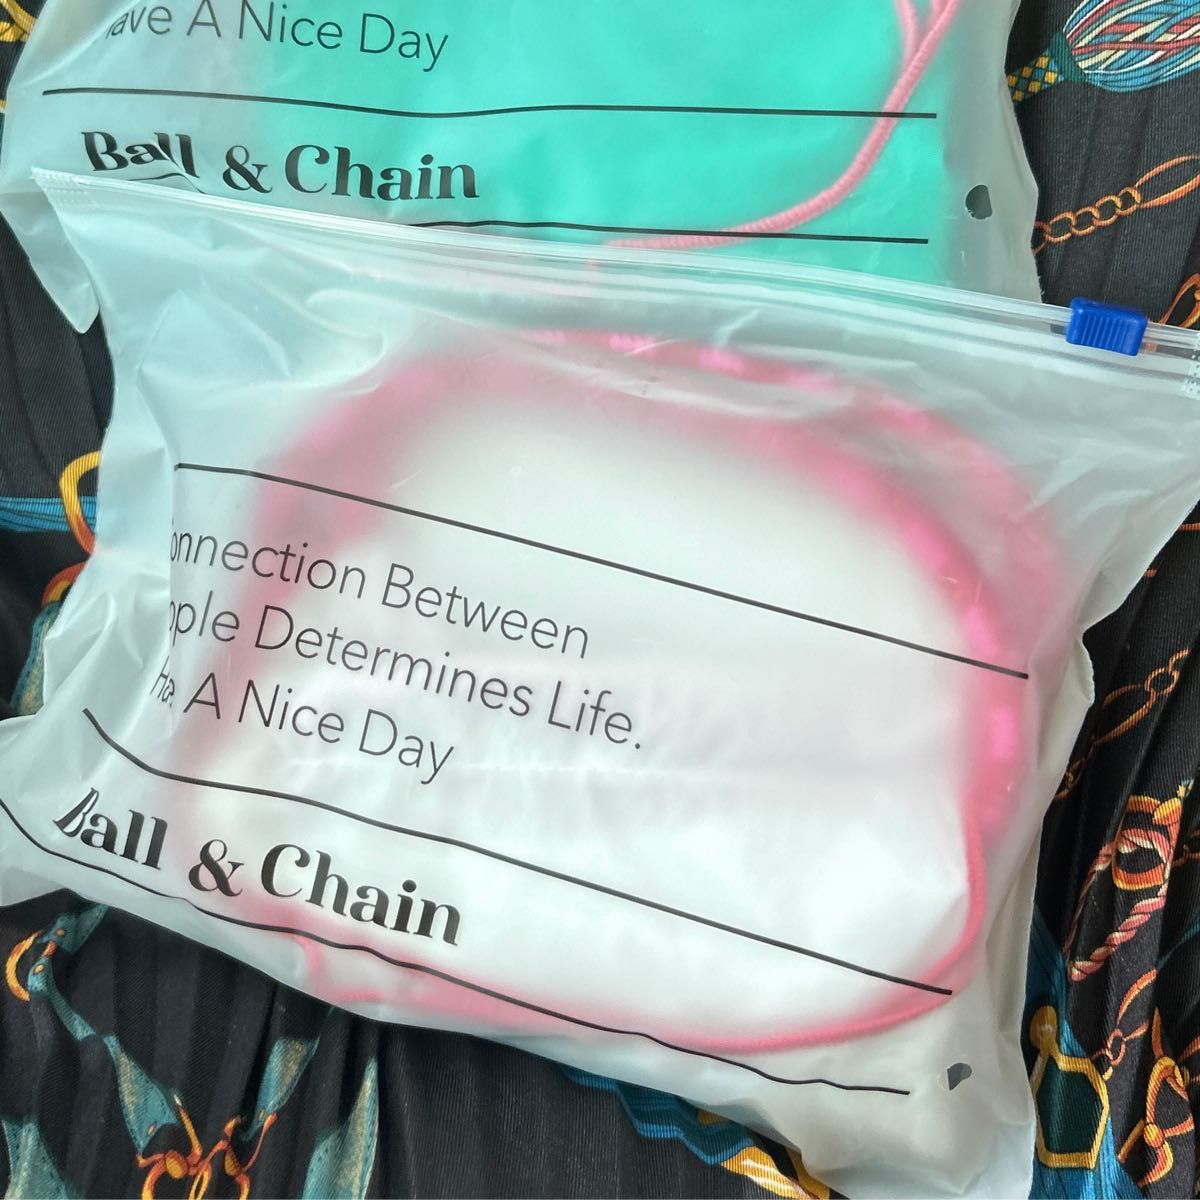 ave A Nice Day
Ball & Chain
onnection Between
ople Determines Life.
A Nice Day
Ball & Chain